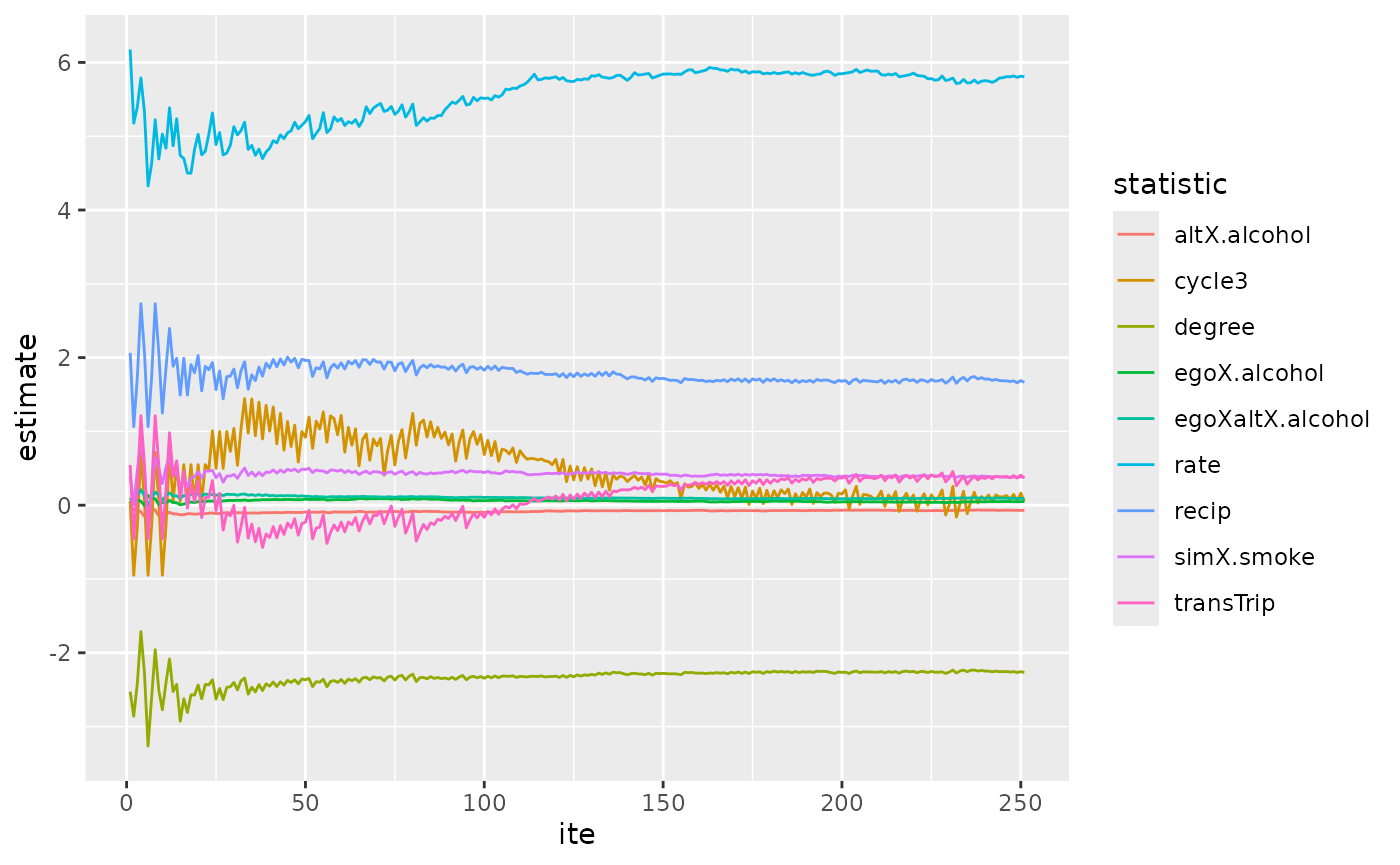 6
4
2
0
-2
0
50
100
150
200
250
ite
estimate
statistic
altX.alcohol
cycle3
degree
egoX.alcohol
egoXaltX.alcohol
rate
recip
simX.smoke
transTrip